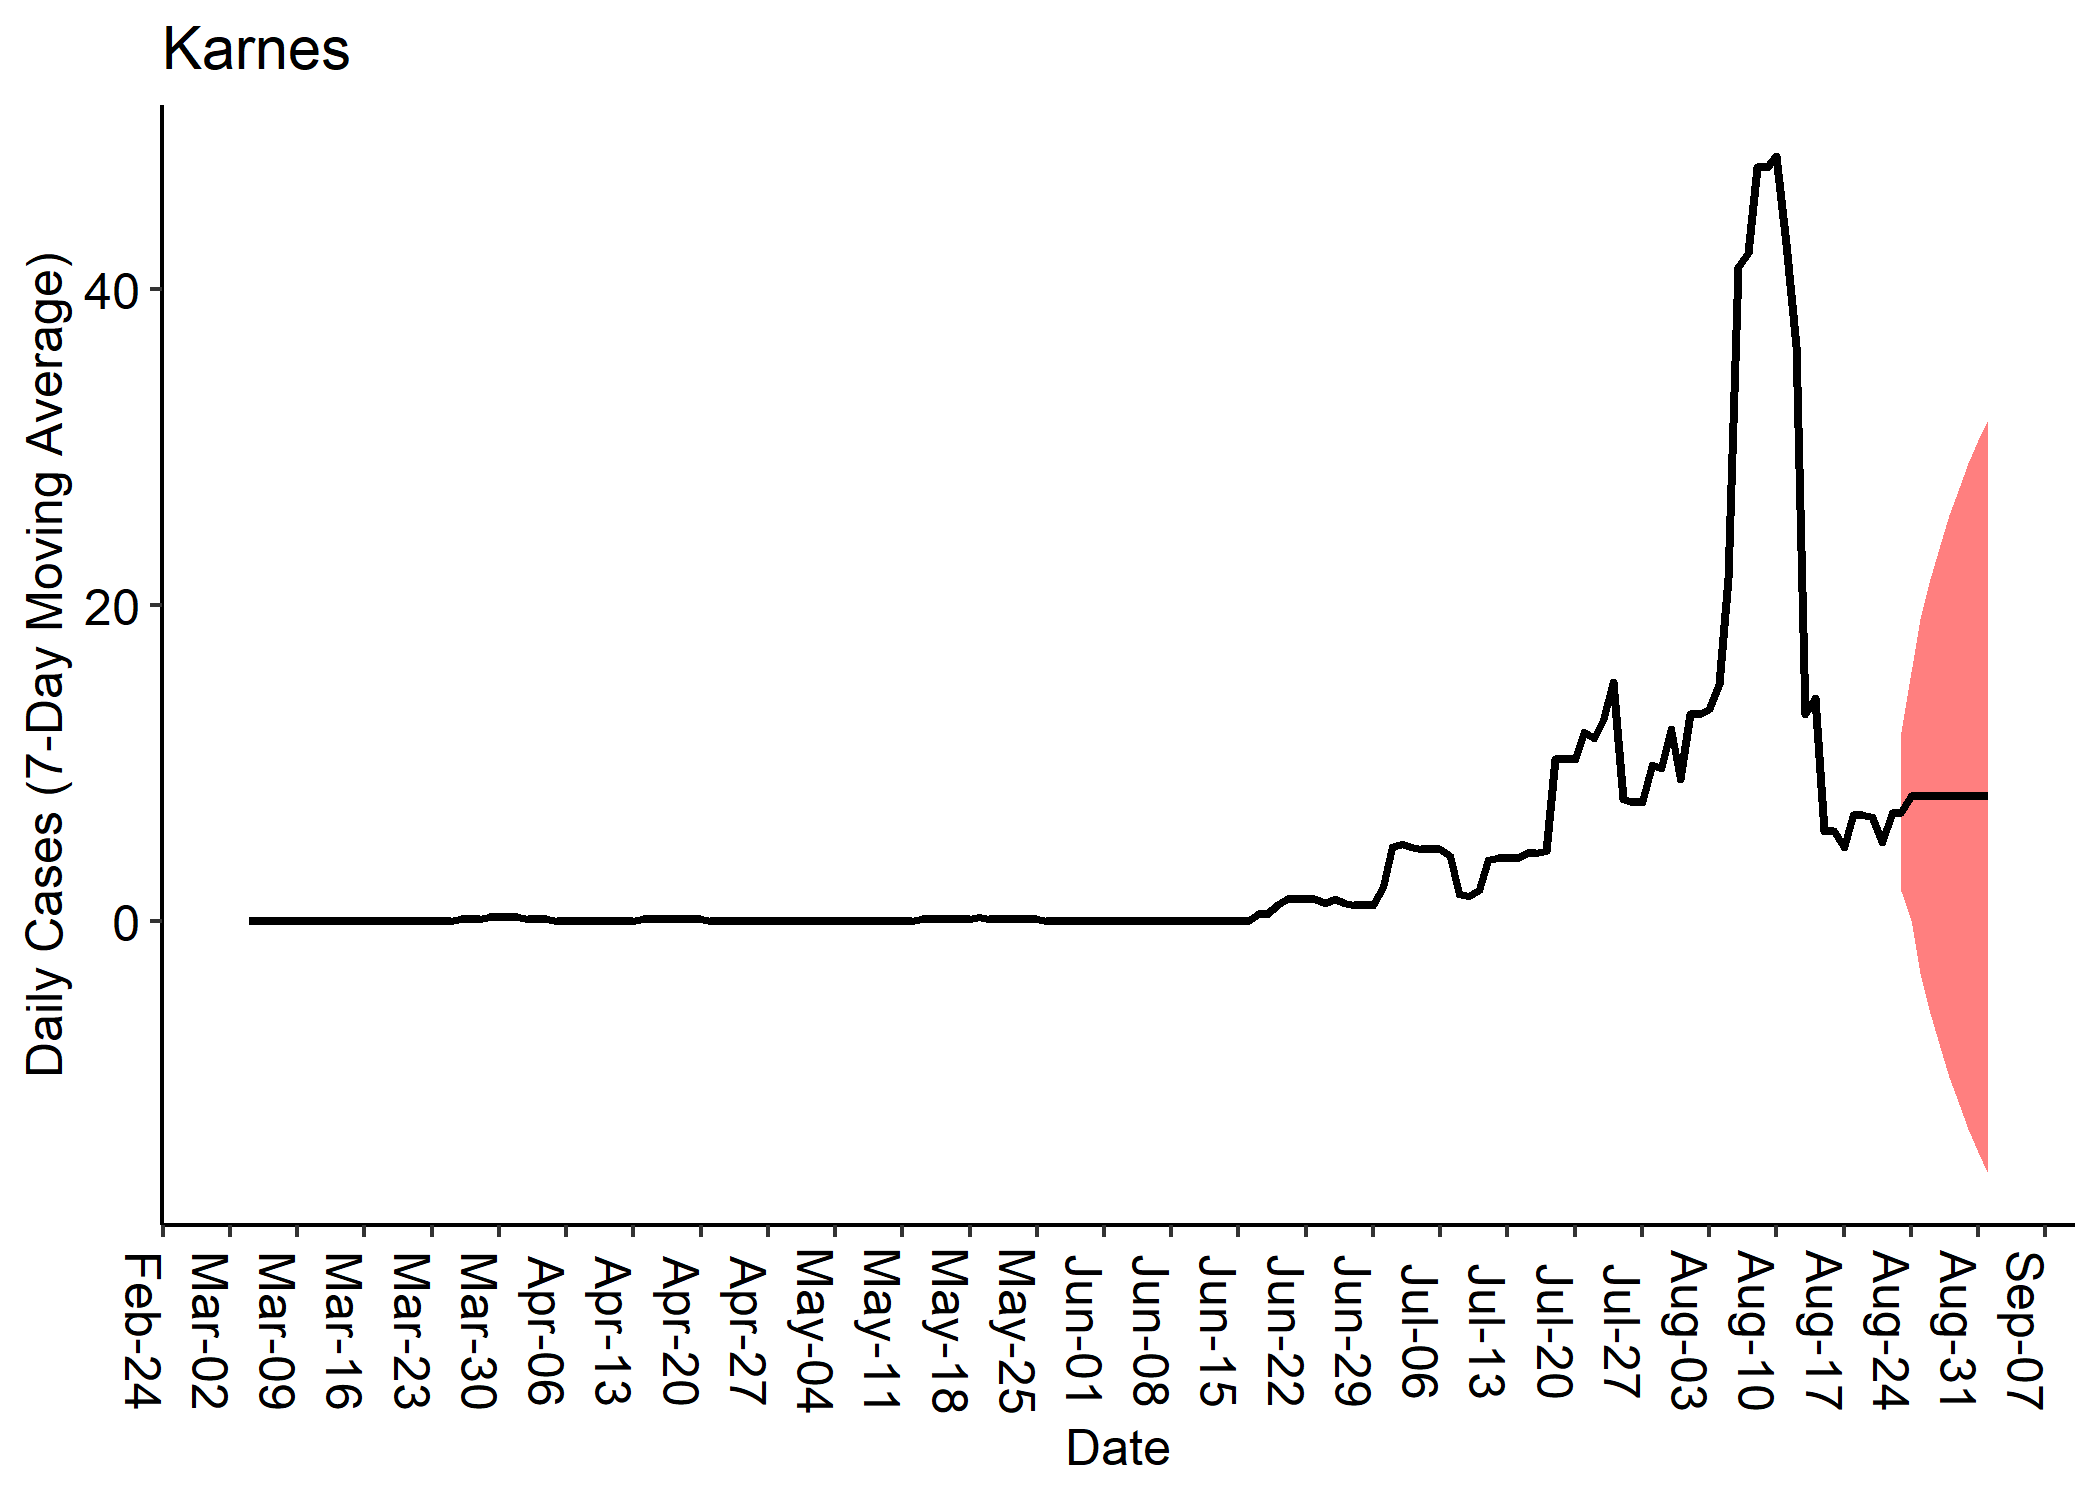 Karnes
Daily Cases (7-Day Moving Average)
40
20
0
Feb-24
Mar-02
Mar-09
Mar-16
Mar-23
Mar-30
Apr-06
Apr-13
Apr-20
Apr-27
May-04
May-11
May-18
May-25
Jun-01
Jun-08
Jun-15
Jun-22
Jun-29
Jul-06
Jul-13
Jul-20
Jul-27
Aug-03
Aug-10
Aug-17
Aug-24
Aug-31
Sep-07
Date